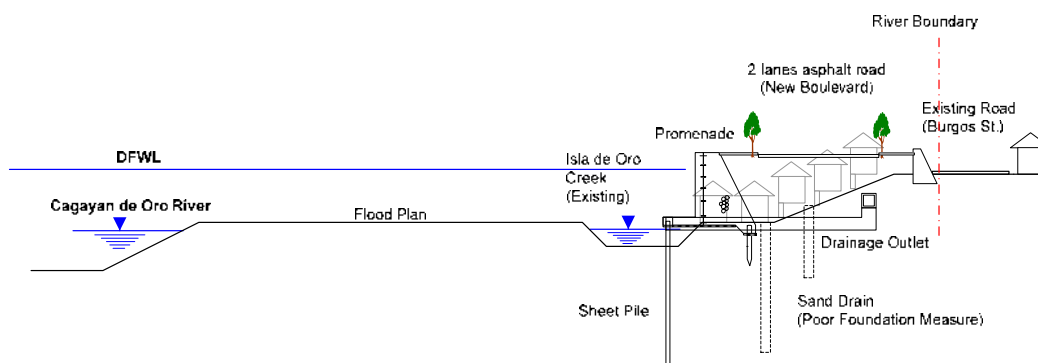 River Boundary
2 lanes asphalt road
(New Boulevard)
Existing Road
(Burgos St.)
Promenade
DFWL
Isla de Oro
Creek
(Existing)
Cagayan de Oro River
Flood Plan
Drainage Outlet
Sheet Pile
Sand Drain
(Poor Foundation Measure)